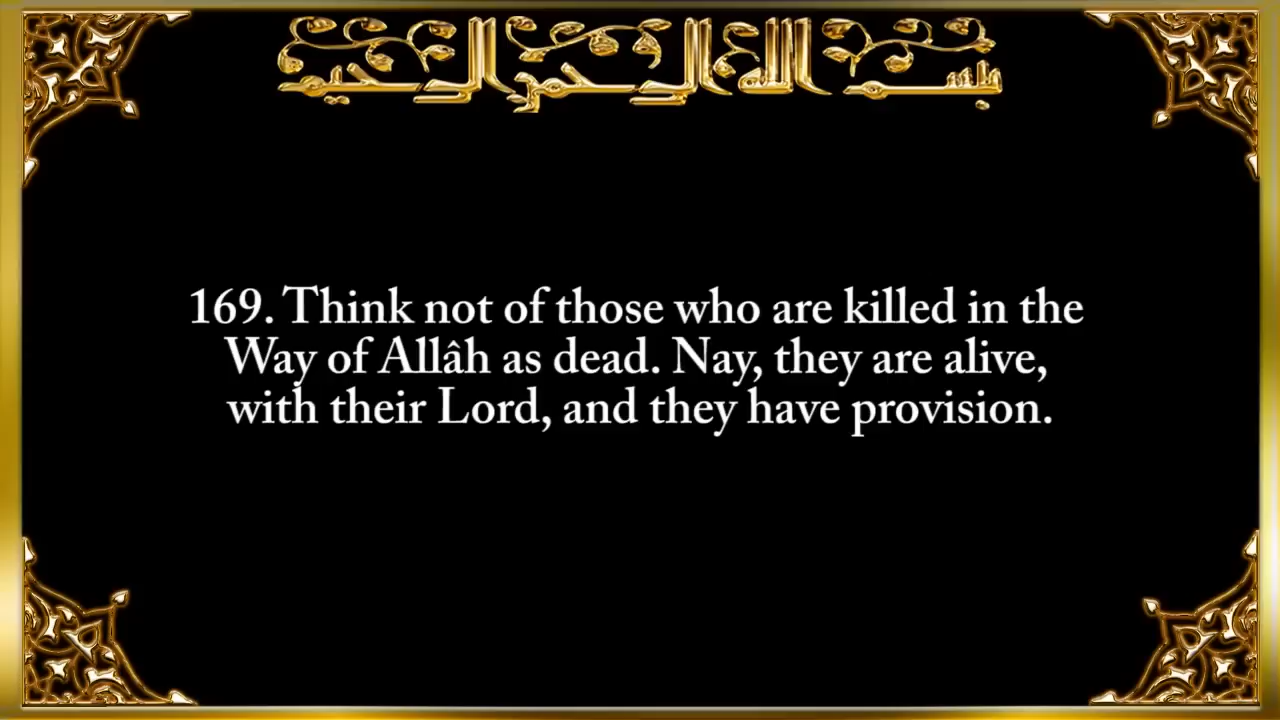 بسم الله الرحمن الرحيم
169. Think not of those who are killed in the
Way of Allâh as dead. Nay, they are alive,
with their Lord, and they have provision.